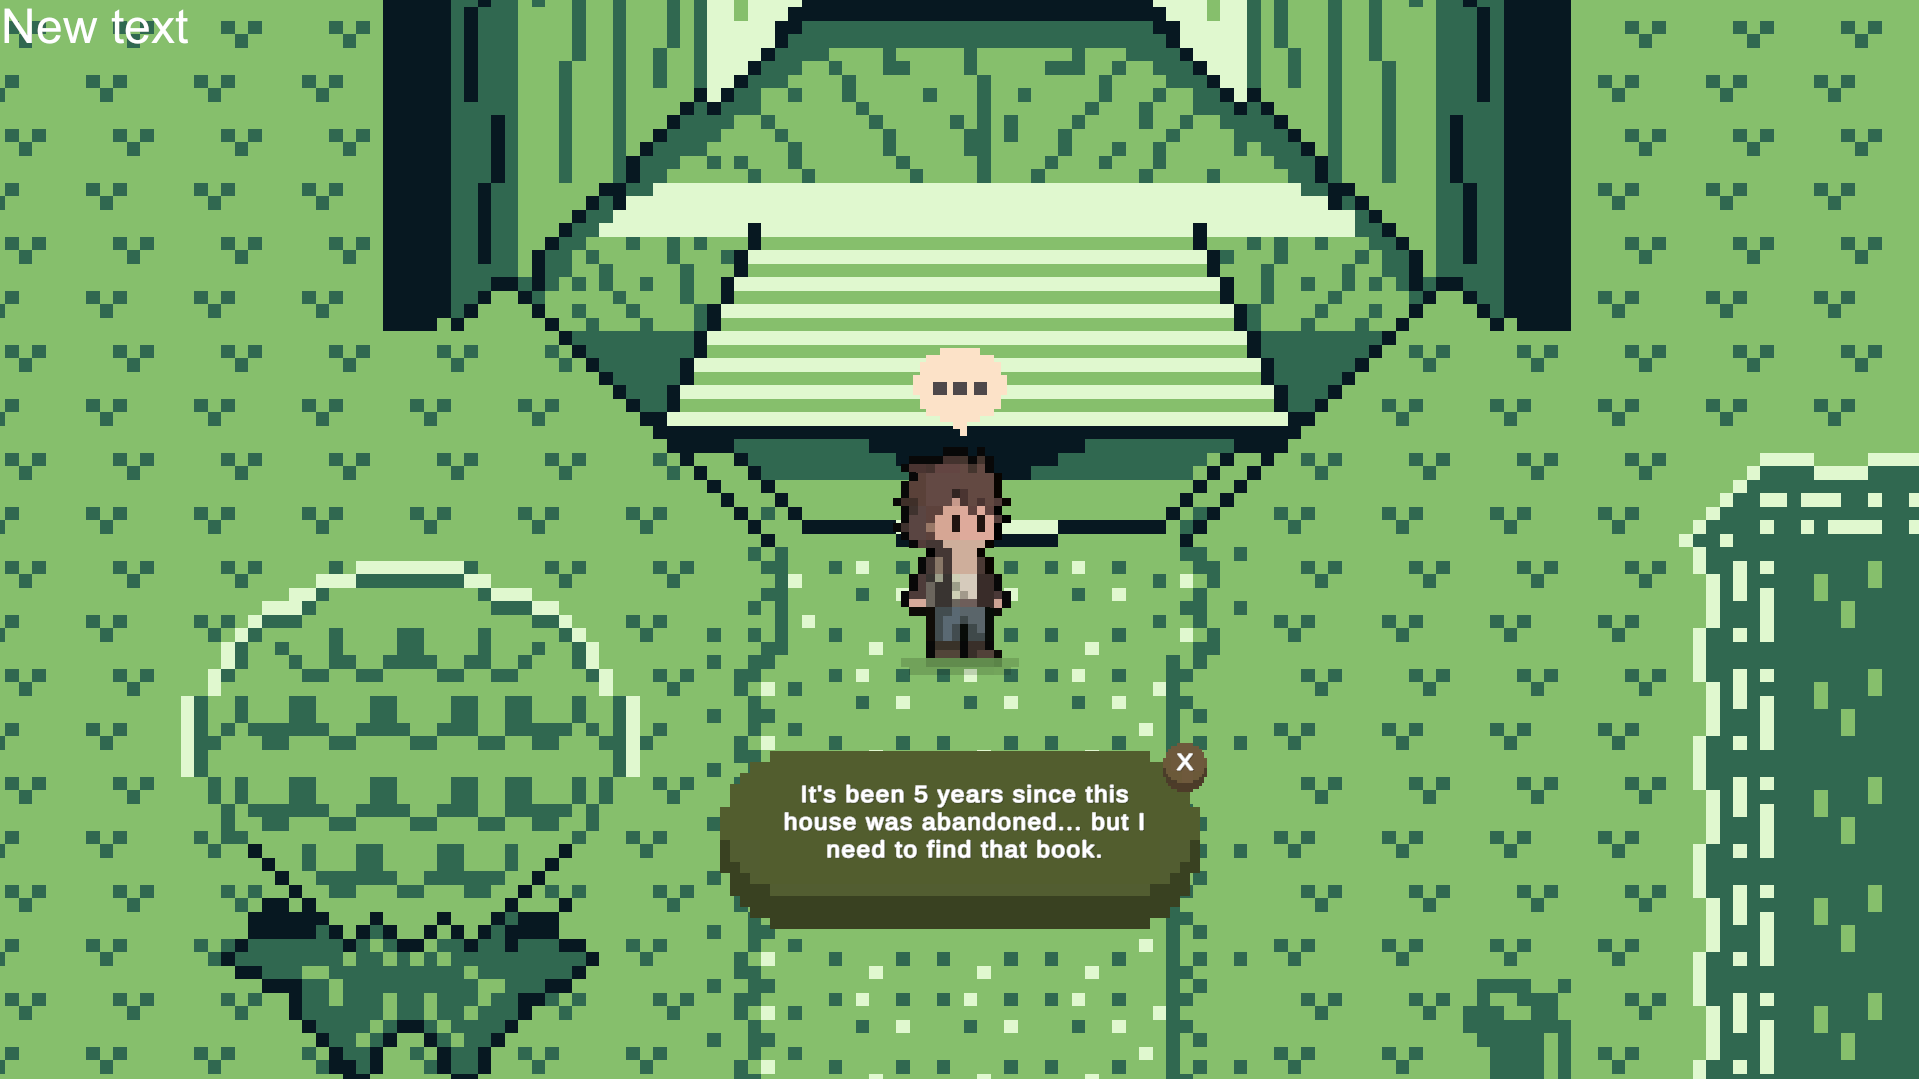 New text
X
It's been 5 years since this
house was abandoned... but I
need to find that book.